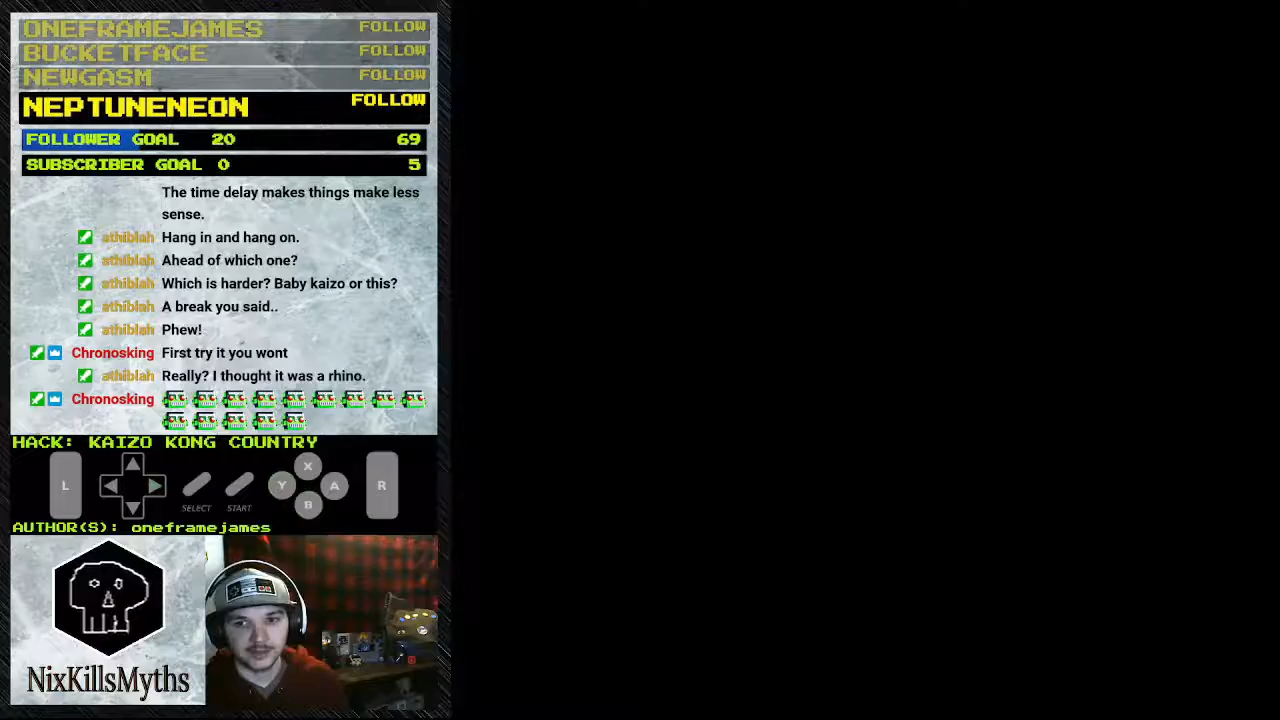 ONEFRAMEJAMES FOLLOW
BUCKETFACE FOLLOW
NEWGASM FOLLOW
NEPTUNENEON FOLLOW
FOLLOWER GOAL 20 69
SUBSCRIBER GOAL 0 5
The time delay makes things make less
sense.
athiblah Hang in and hang on.
athiblah Ahead of which one?
athiblah Which is harder? Baby kaizo or this?
athiblah A break you said..
athiblah Phew!
Chronosking First try it you wont
athiblah Really? I thought it was a rhino.
Chronosking
HACK: KAIZO KONG COUNTRY
L X Y A B R
SELECT START
AUTHOR(S): oneframejames
NixKillsMyths